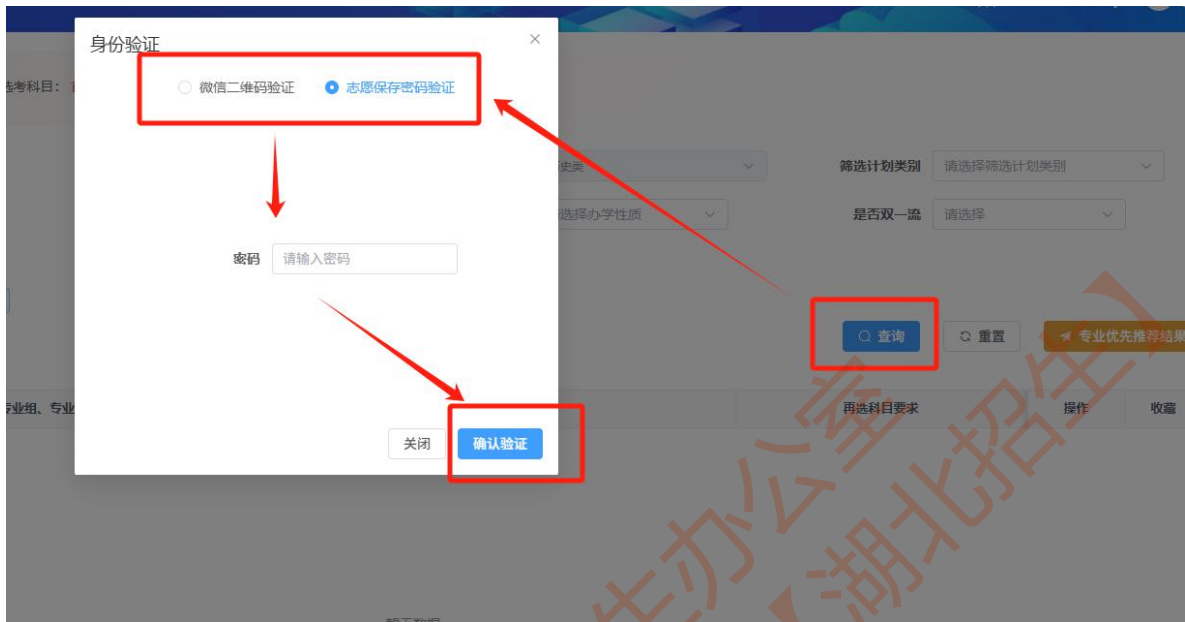 身份验证
选考科目：
微信二维码验证 志愿保存密码验证
史类
筛选计划类别 请选择筛选计划类别
选择办学性质
是否双一流 请选择
密码 请输入密码
查询 重置 专业优先推荐结果
专业组、专业
再选科目要求 操作 收藏
关闭 确认验证
生办公室
【湖北招生】